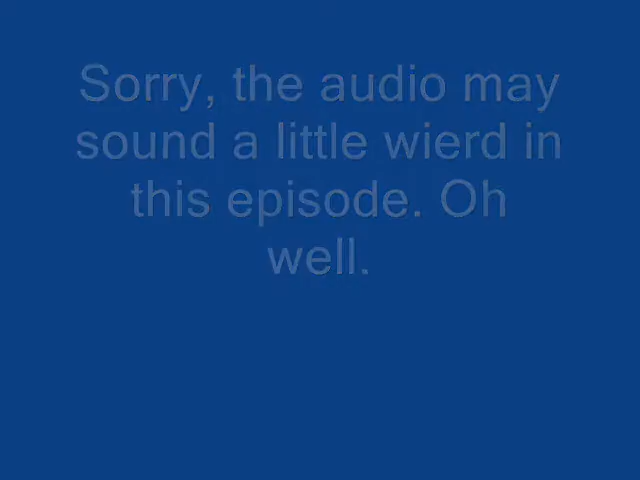 Sorry, the audio may
sound a little wierd in
this episode. Oh
well.